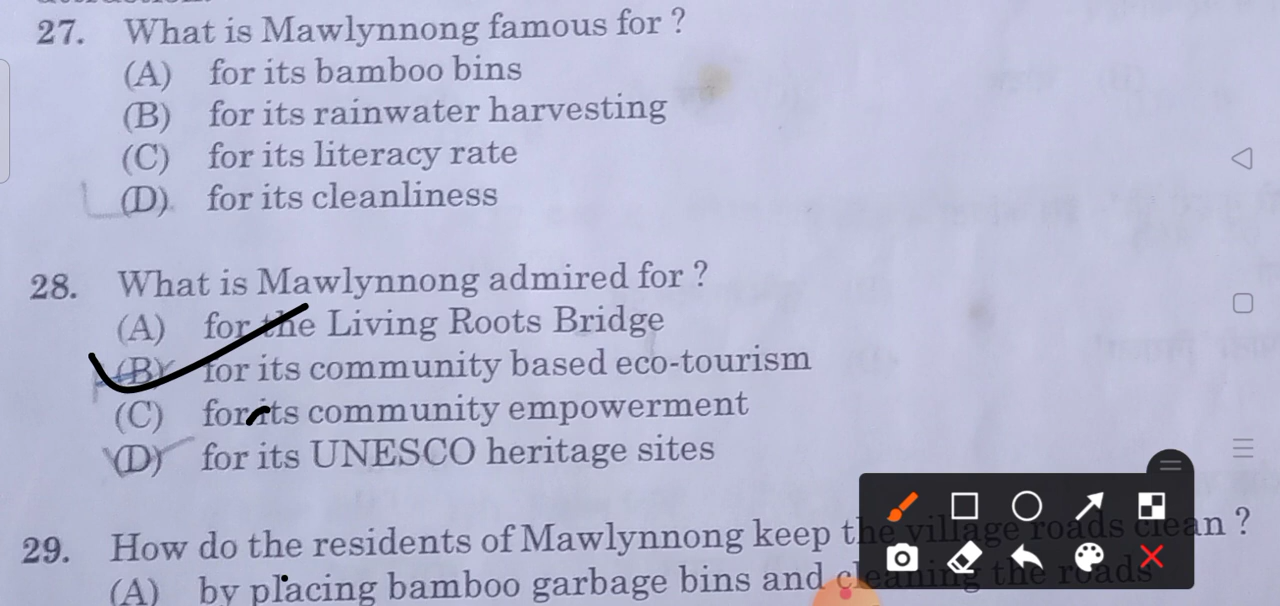 27. What is Mawlynnong famous for ?
(A) for its bamboo bins
(B) for its rainwater harvesting
(C) for its literacy rate
(D) for its cleanliness
28. What is Mawlynnong admired for ?
(A) for the Living Roots Bridge
(B) for its community based eco-tourism
(C) for its community empowerment
(D) for its UNESCO heritage sites
29. How do the residents of Mawlynnong keep the village roads clean ?
(A) by placing bamboo garbage bins and cleaning the roads